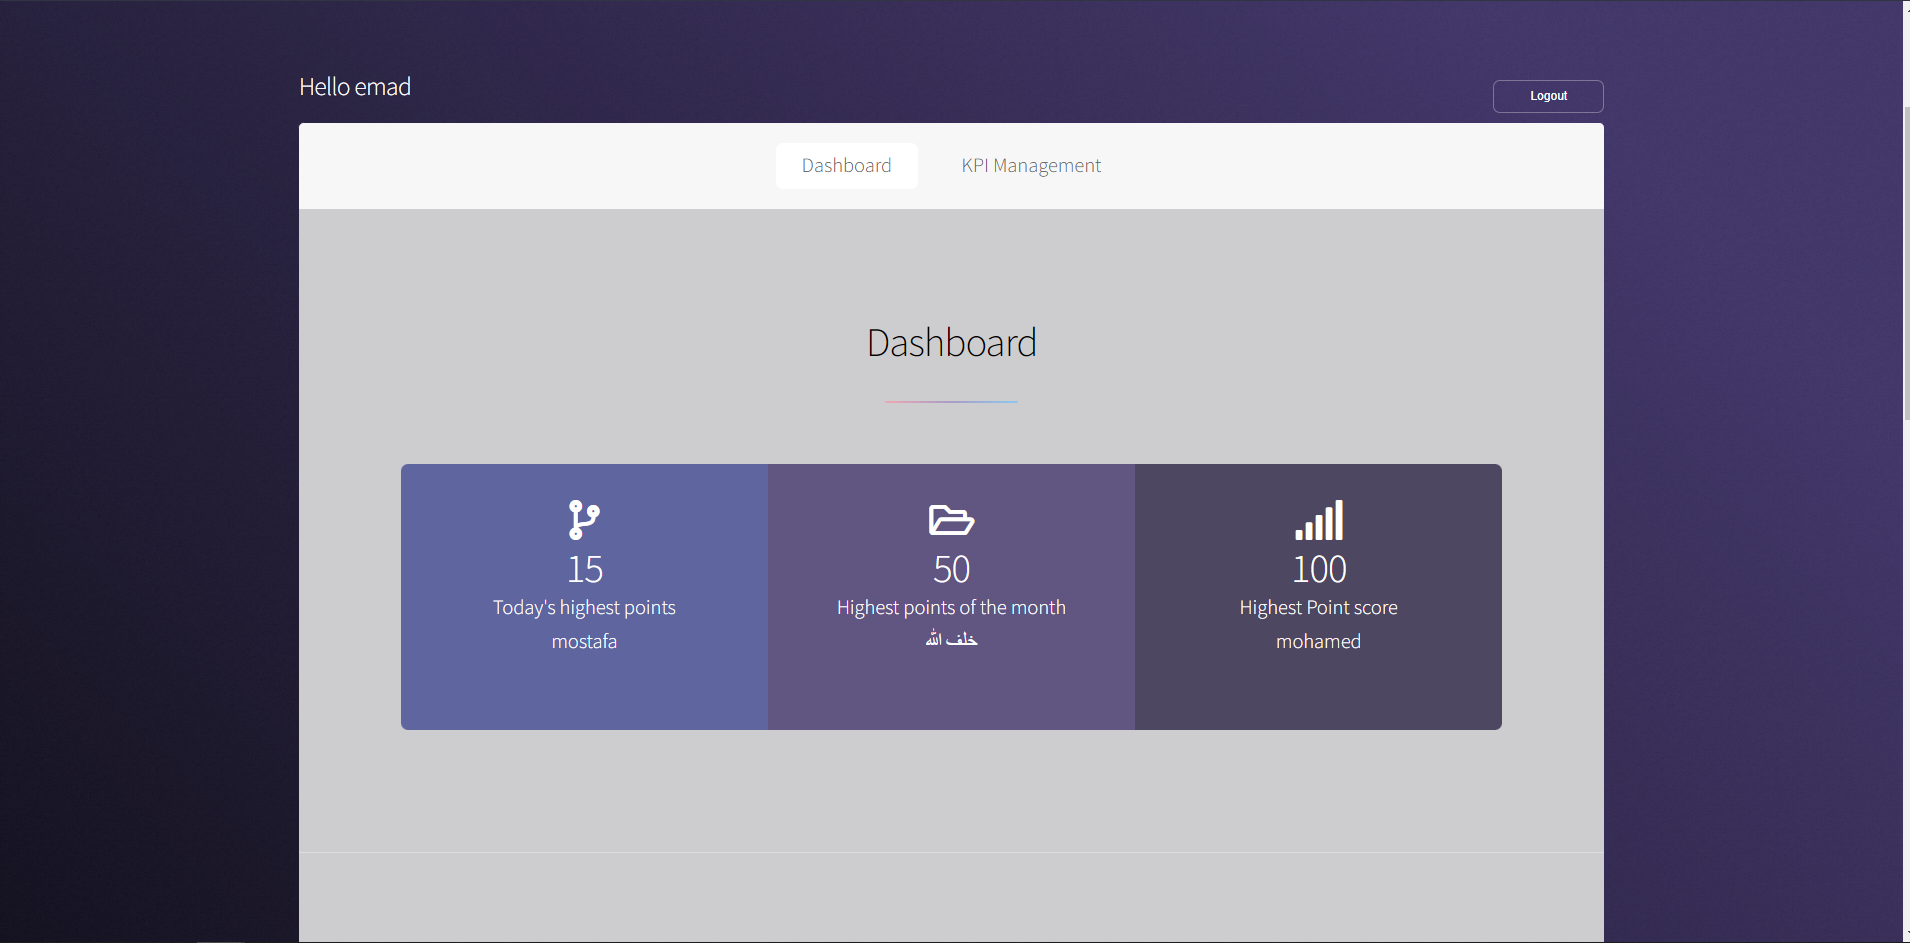 Hello emad
Logout
Dashboard
KPI Management
Dashboard
15
Today's highest points
mostafa
50
Highest points of the month
خلف الله
100
Highest Point score
mohamed